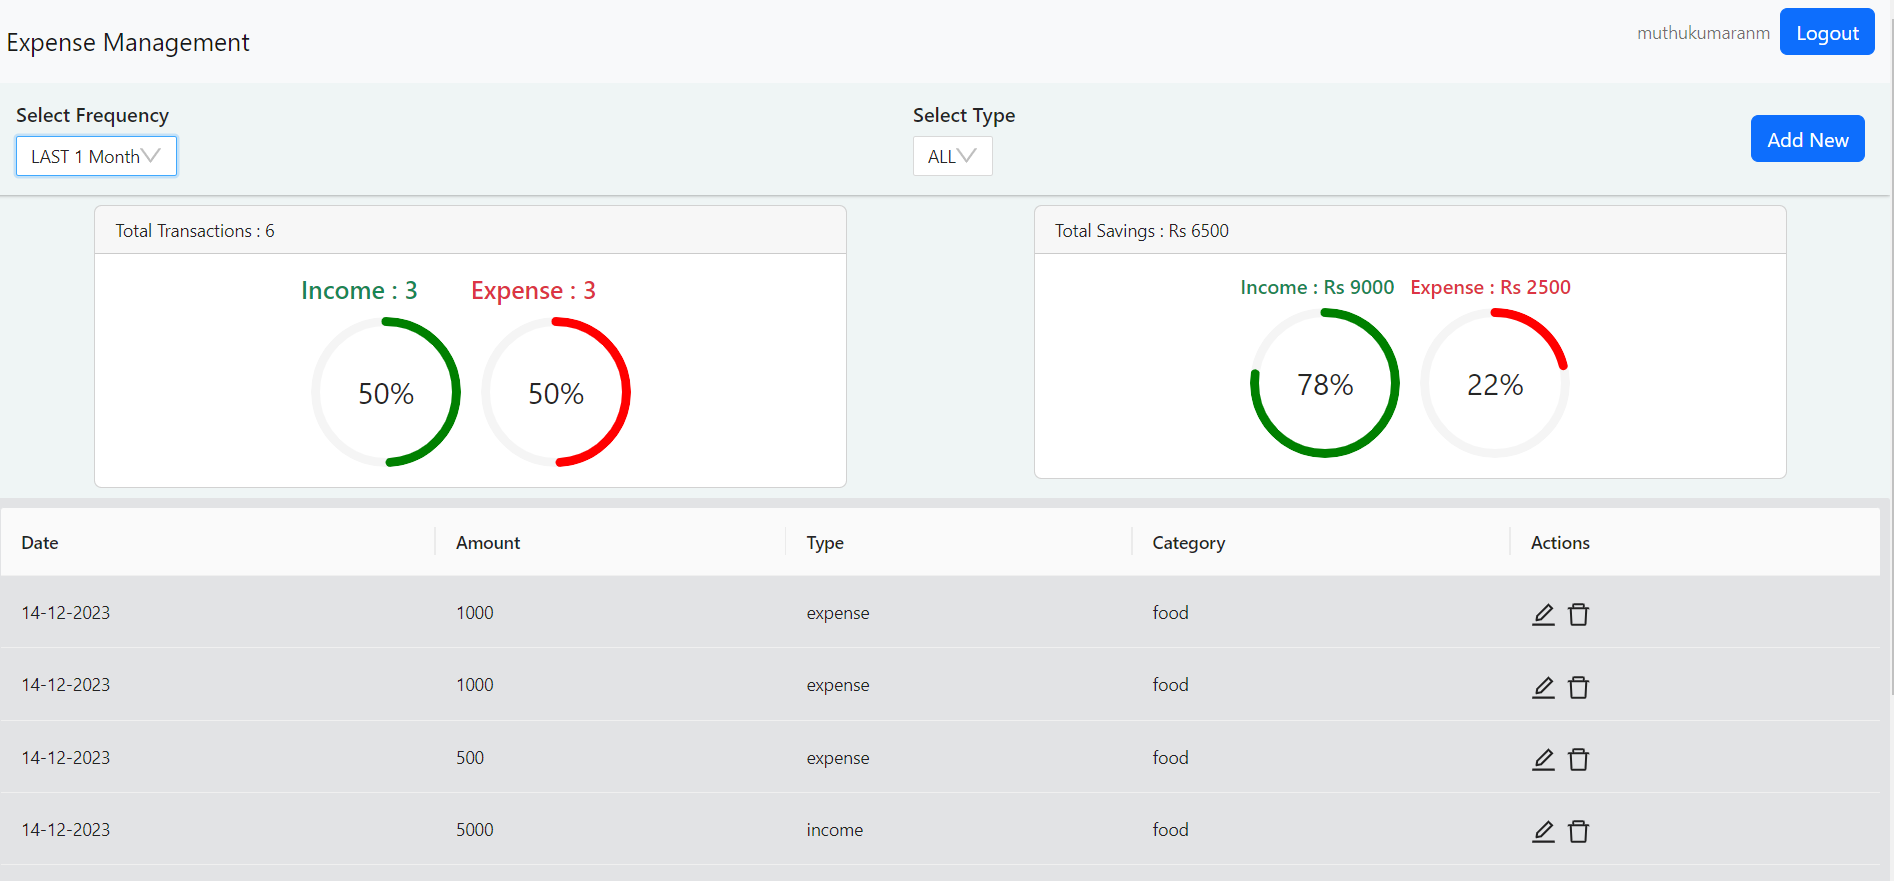 Expense Management
muthukumaranm Logout
Select Frequency
LAST 1 Month
Select Type
ALL
Add New
Total Transactions : 6
Income : 3 Expense : 3
50% 50%
Total Savings : Rs 6500
Income : Rs 9000 Expense : Rs 2500
78% 22%
Date Amount Type Category Actions
14-12-2023 1000 expense food
14-12-2023 1000 expense food
14-12-2023 500 expense food
14-12-2023 5000 income food